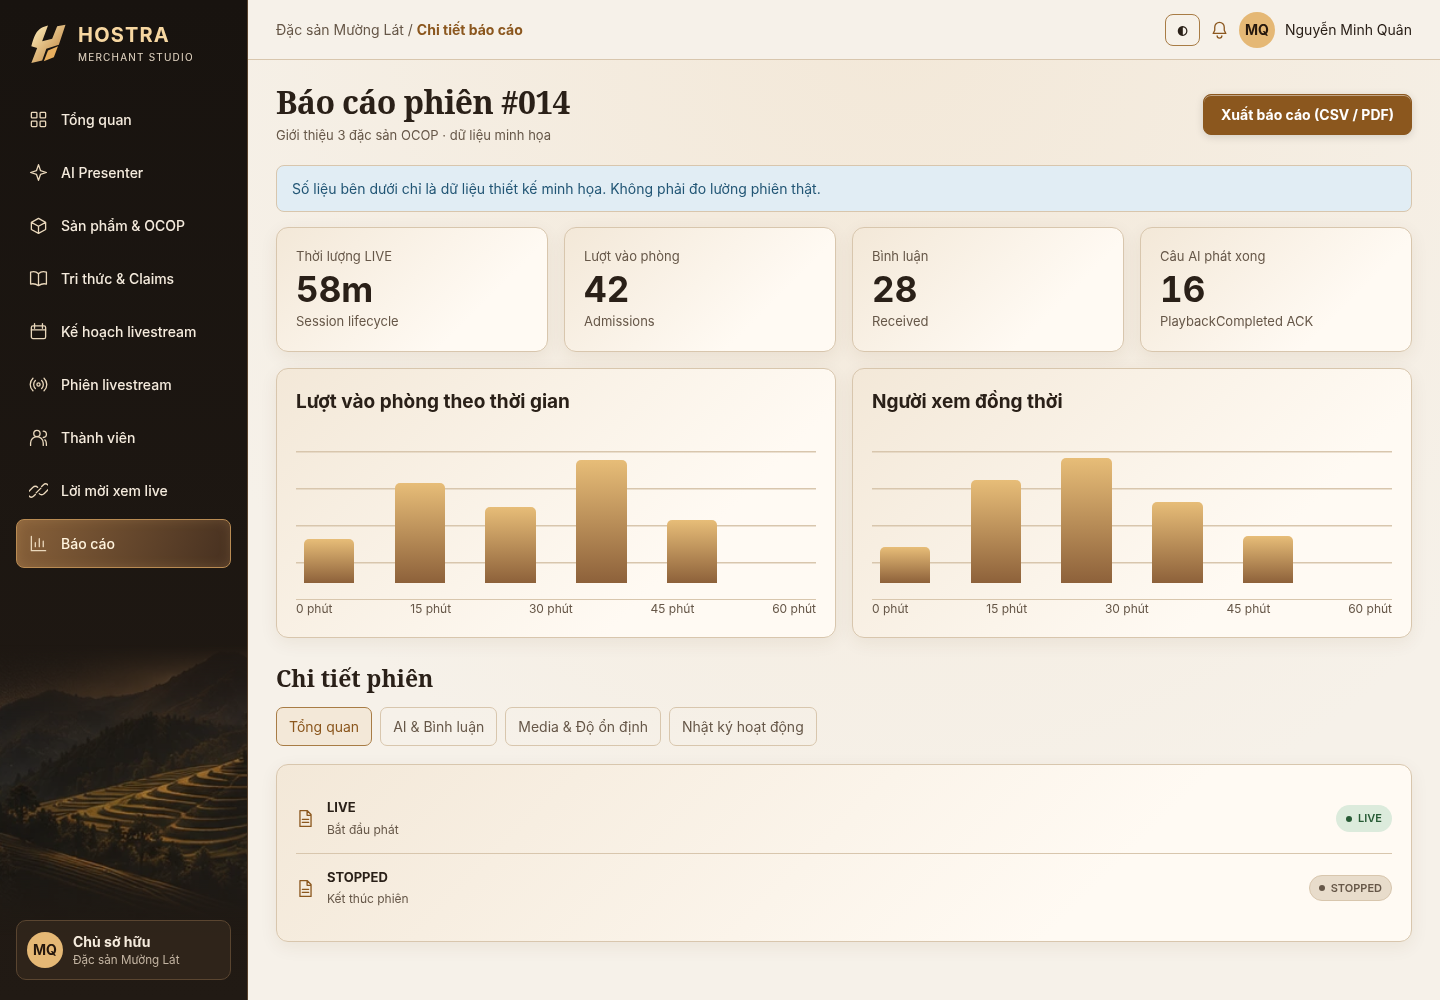 HOSTRA
MERCHANT STUDIO
Tổng quan
AI Presenter
Sản phẩm & OCOP
Tri thức & Claims
Kế hoạch livestream
Phiên livestream
Thành viên
Lời mời xem live
Báo cáo
MQ
Chủ sở hữu
Đặc sản Mường Lát
Đặc sản Mường Lát / Chi tiết báo cáo
MQ
Nguyễn Minh Quân
Báo cáo phiên #014
Giới thiệu 3 đặc sản OCOP · dữ liệu minh họa
Xuất báo cáo (CSV / PDF)
Số liệu bên dưới chỉ là dữ liệu thiết kế minh họa. Không phải đo lường phiên thật.
Thời lượng LIVE
58m
Session lifecycle
Lượt vào phòng
42
Admissions
Bình luận
28
Received
Câu AI phát xong
16
PlaybackCompleted ACK
Lượt vào phòng theo thời gian
0 phút 15 phút 30 phút 45 phút 60 phút
Người xem đồng thời
0 phút 15 phút 30 phút 45 phút 60 phút
Chi tiết phiên
Tổng quan
AI & Bình luận
Media & Độ ổn định
Nhật ký hoạt động
LIVE
Bắt đầu phát
LIVE
STOPPED
Kết thúc phiên
STOPPED